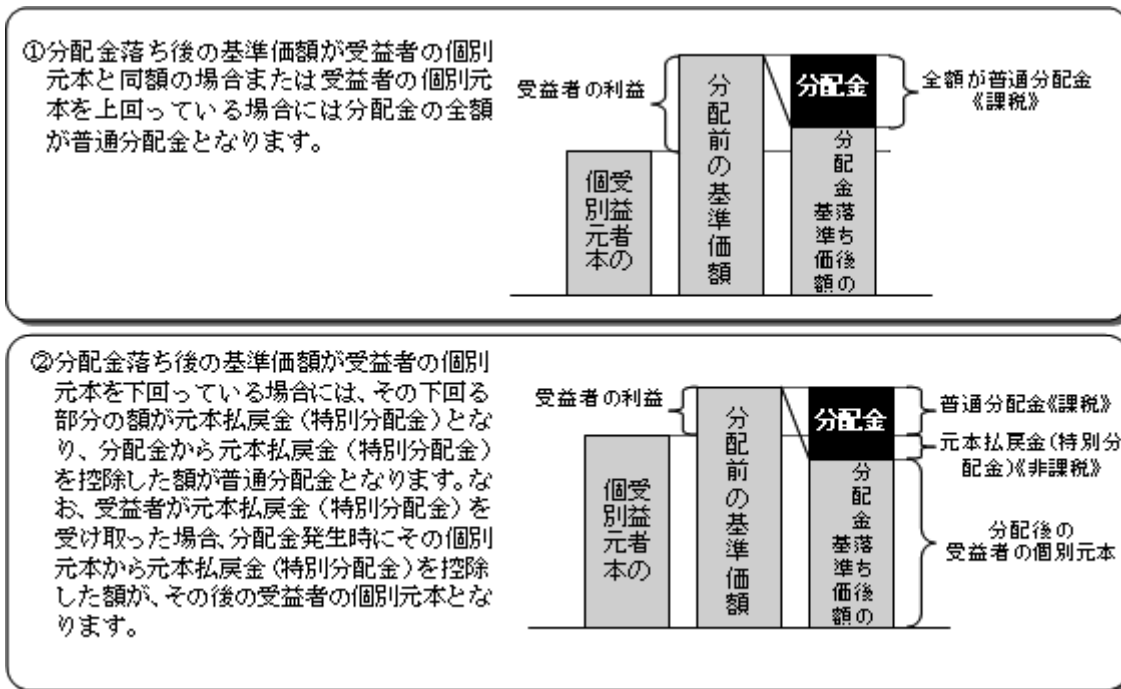 ①分配金落ち後の基準価額が受益者の個別
元本と同額の場合または受益者の個別元
本を上回っている場合には分配金の全額
が普通分配金となります。
受益者の利益
分配前の基準価額
分配金
全額が普通分配金
《課税》
受益者の
個別元本
分配金落ち後の
基準価額
②分配金落ち後の基準価額が受益者の個別
元本を下回っている場合には、その下回る
部分の額が元本払戻金(特別分配金)とな
り、分配金から元本払戻金(特別分配金)
を控除した額が普通分配金となります。な
お、受益者が元本払戻金(特別分配金)を
受け取った場合、分配金発生時にその個別
元本から元本払戻金(特別分配金)を控除
した額が、その後の受益者の個別元本とな
ります。
受益者の利益
分配前の基準価額
分配金
普通分配金《課税》
元本払戻金(特別分
配金)《非課税》
受益者の
個別元本
分配金落ち後の
基準価額
分配後の
受益者の個別元本